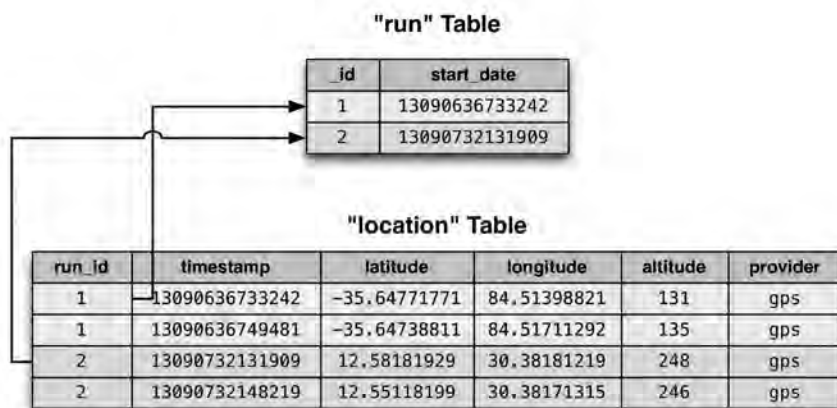 "run" Table
_id start_date
1 13090636733242
2 13090732131909
"location" Table
run_id timestamp latitude longitude altitude provider
1 13090636733242 -35.64771771 84.51398821 131 gps
1 13090636749481 -35.64738811 84.51711292 135 gps
2 13090732131909 12.58181929 30.38181219 248 gps
2 13090732148219 12.55118199 30.38171315 246 gps